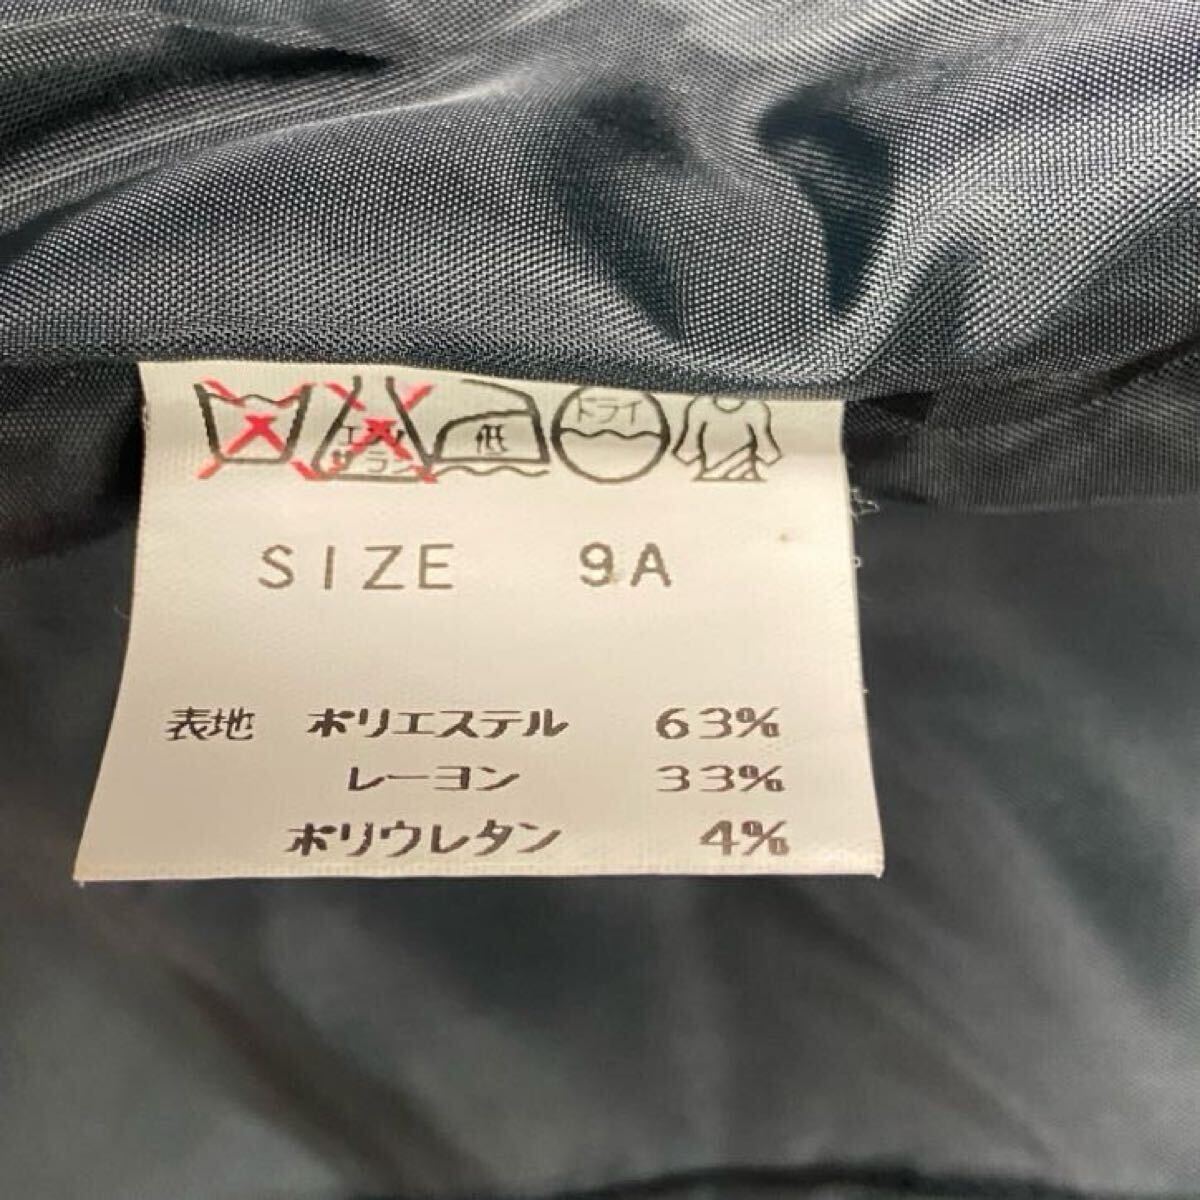 エンソ 低 ドライ
サラシ
SIZE 9A
表地 ポリエステル 63%
レーヨン 33%
ポリウレタン 4%